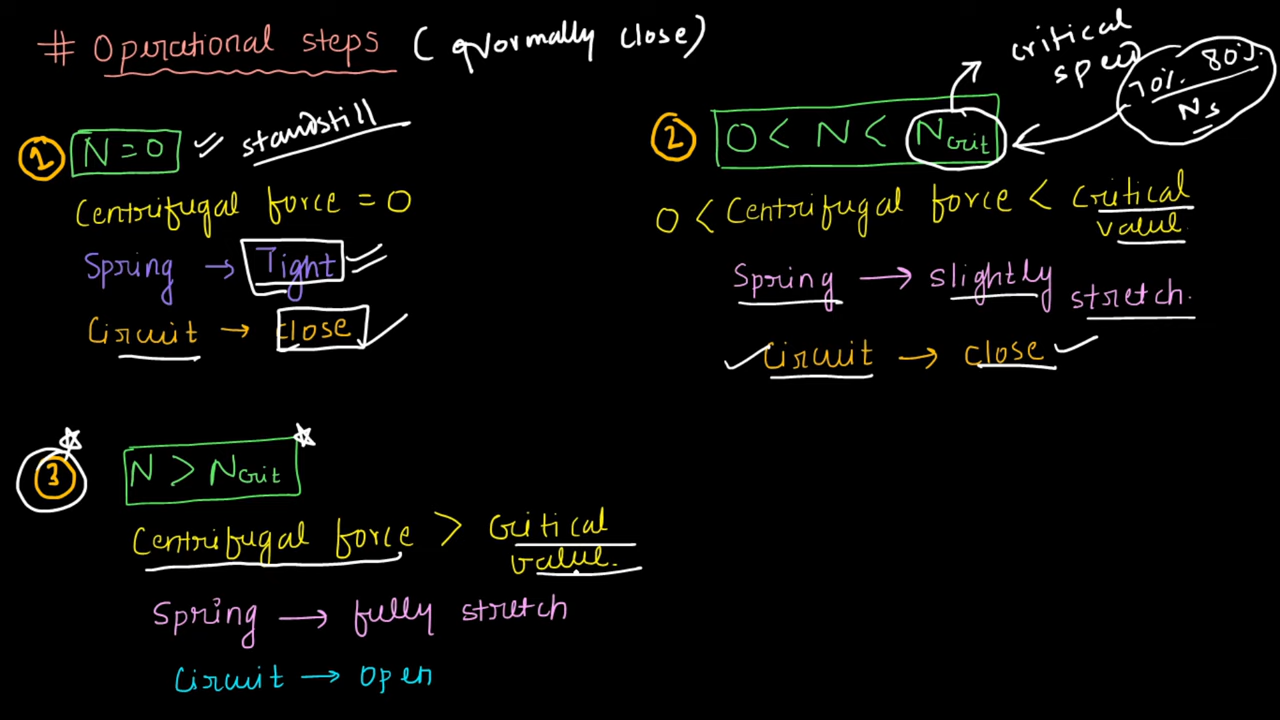 # Operational steps (Normally close)
1 N = 0 standstill
Centrifugal force = 0
Spring → Tight
Circuit → close
2 0 < N < Ncrit
critical
speed
70% 80%
Ns
0 < Centrifugal force < critical
value
Spring → slightly stretch.
Circuit → close
3 N > Ncrit
Centrifugal force > critical
value.
Spring → fully stretch
Circuit → open